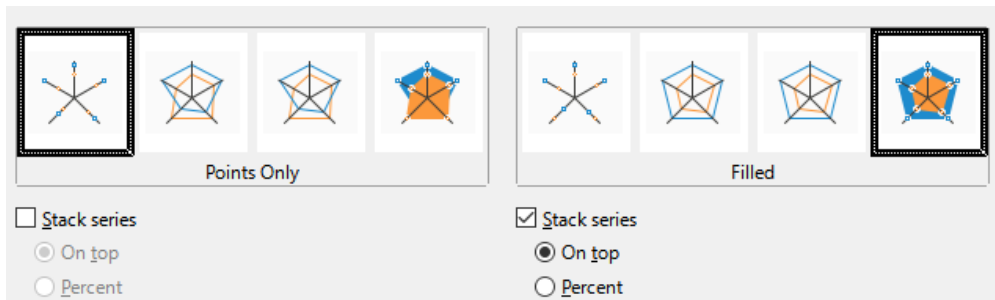 Points Only
Stack series
On top
Percent
Filled
Stack series
On top
Percent